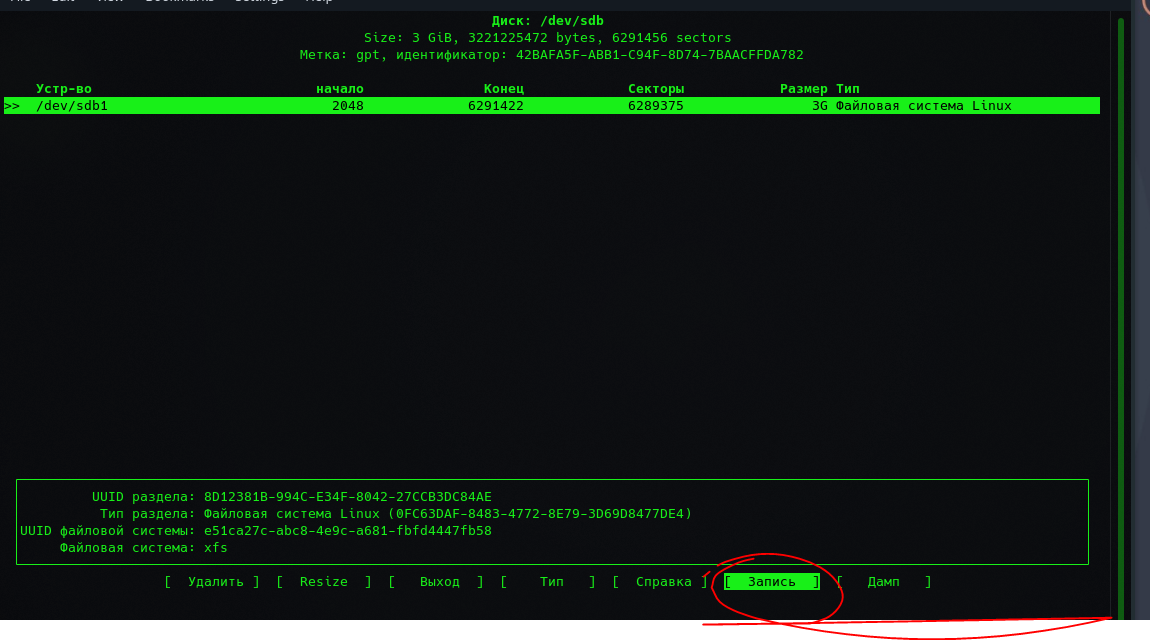 Диск: /dev/sdb
Size: 3 GiB, 3221225472 bytes, 6291456 sectors
Метка: gpt, идентификатор: 42BAFA5F-ABB1-C94F-8D74-7BAACFFDA782
Устр-во начало Конец Секторы Размер Тип
>> /dev/sdb1 2048 6291422 6289375 3G Файловая система Linux
UUID раздела: 8D12381B-994C-E34F-8042-27CCB3DC84AE
Тип раздела: Файловая система Linux (0FC63DAF-8483-4772-8E79-3D69D8477DE4)
UUID файловой системы: e51ca27c-abc8-4e9c-a681-fbfd4447fb58
Файловая система: xfs
[ Удалить ] [ Resize ] [ Выход ] [ Тип ] [ Справка ] [ Запись ] [ Дамп ]